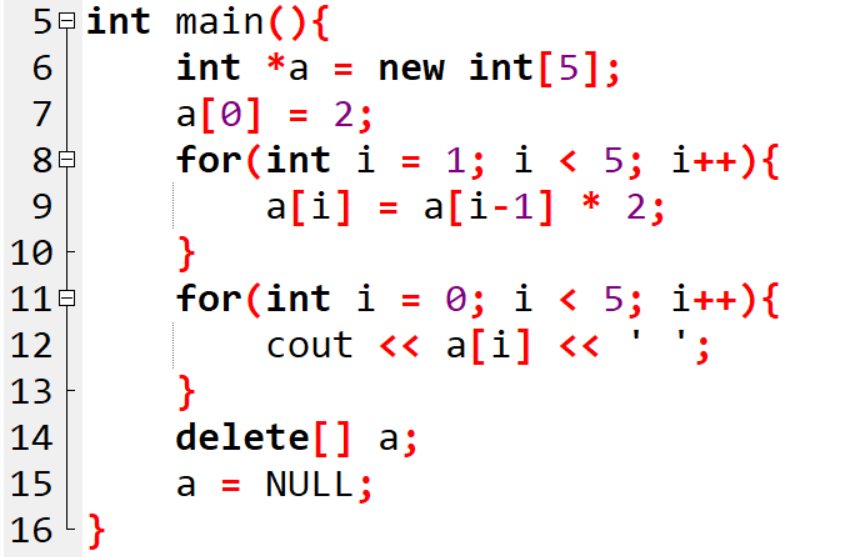 5 int main(){
6     int *a = new int[5];
7     a[0] = 2;
8     for(int i = 1; i < 5; i++){
9         a[i] = a[i-1] * 2;
10     }
11     for(int i = 0; i < 5; i++){
12         cout << a[i] << ' ';
13     }
14     delete[] a;
15     a = NULL;
16 }